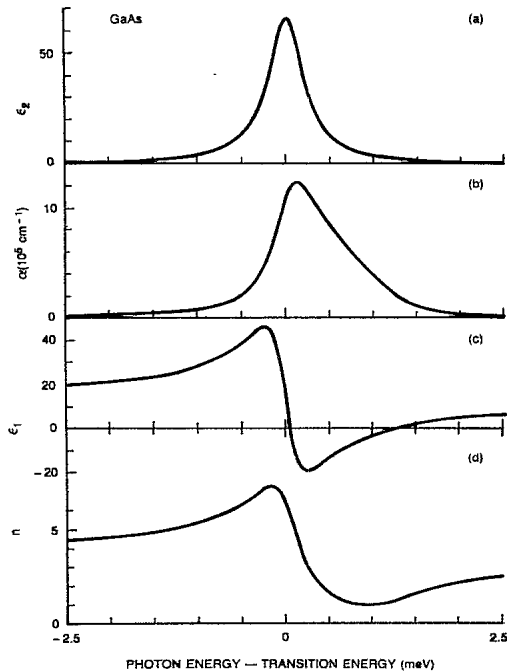 GaAs
(a)
50
ε₂
0
(b)
10
α(10⁵ cm⁻¹)
0
(c)
40
20
ε₁
0
-20
(d)
5
n
0
-2.5
0
2.5
PHOTON ENERGY — TRANSITION ENERGY (meV)